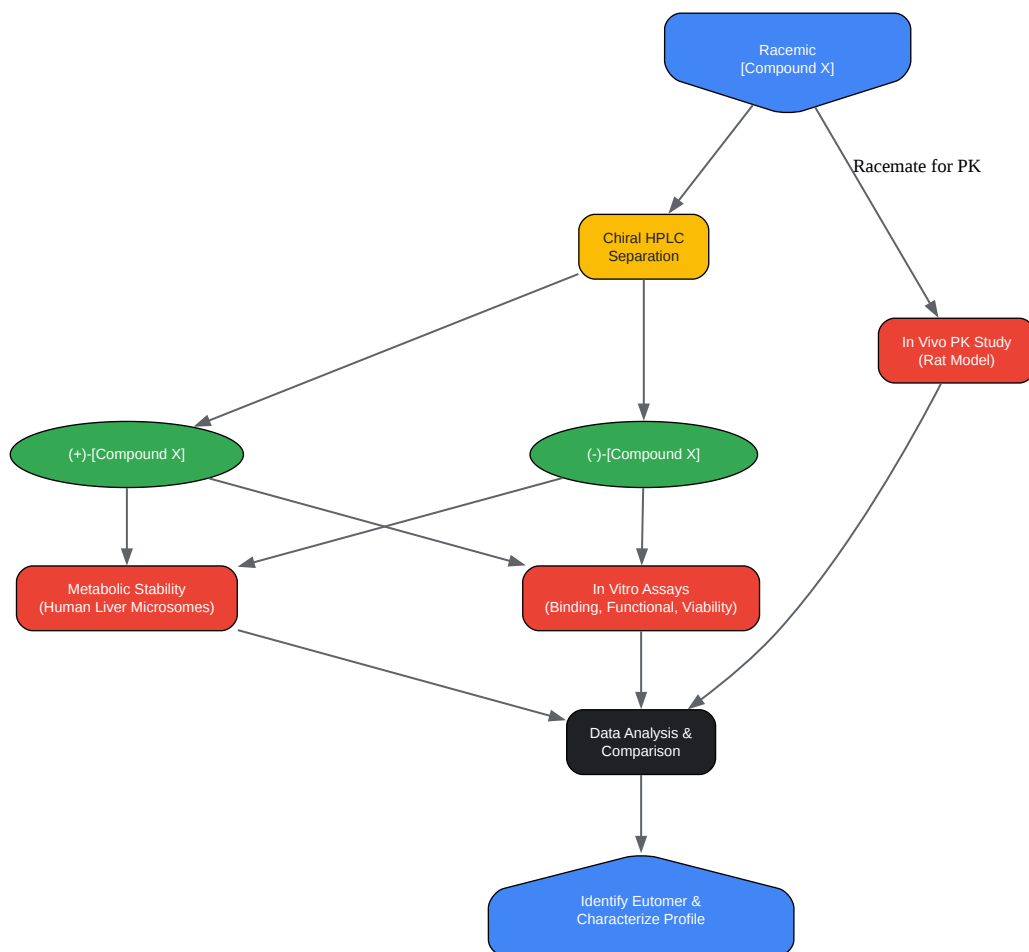 Racemic
[Compound X]
Racemate for PK
Chiral HPLC
Separation
In Vivo PK Study
(Rat Model)
(+)-[Compound X]
(-)-[Compound X]
Metabolic Stability
(Human Liver Microsomes)
In Vitro Assays
(Binding, Functional, Viability)
Data Analysis &
Comparison
Identify Eutomer &
Characterize Profile